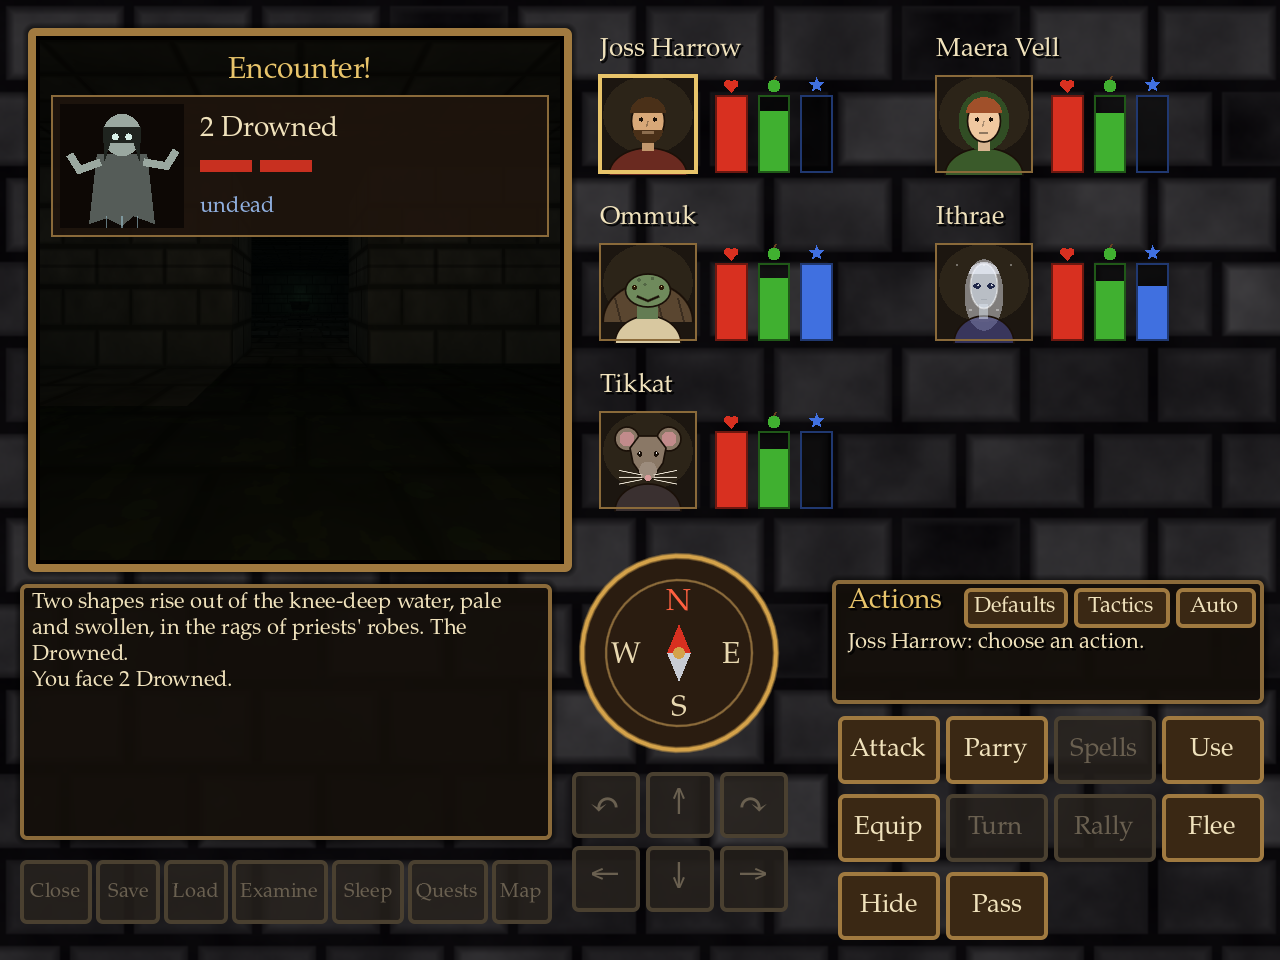 Encounter!
2 Drowned
undead
Joss Harrow
Maera Vell
Ommuk
Ithrae
Tikkat
Two shapes rise out of the knee-deep water, pale
and swollen, in the rags of priests' robes. The
Drowned.
You face 2 Drowned.
N
W E
S
Actions Defaults Tactics Auto
Joss Harrow: choose an action.
Attack Parry Spells Use
Equip Turn Rally Flee
Hide Pass
Close Save Load Examine Sleep Quests Map